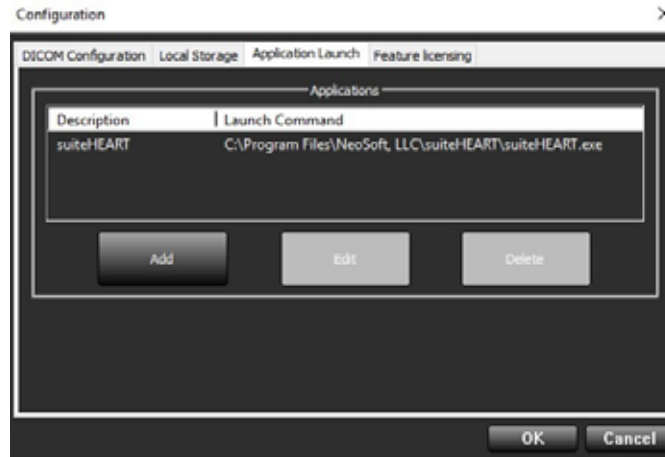 Configuration
DICOM Configuration Local Storage Application Launch Feature licensing
Applications
Description Launch Command
suiteHEART C:\Program Files\NeoSoft, LLC\suiteHEART\suiteHEART.exe
Add Edit Delete
OK Cancel